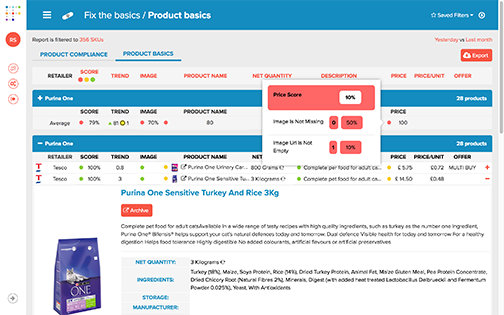 Fix the basics / Product basics
Saved Filters
RS
Report is filtered to 356 SKUs
Yesterday vs Last month
PRODUCT COMPLIANCE PRODUCT BASICS
Export
RETAILER SCORE TREND IMAGE PRODUCT NAME NET QUANTITY DESCRIPTION PRICE PRICE/UNIT OFFER
Purina One 28 products
Average 79% 81 1 70% 80 100
Price Score 10%
Image Is Not Missing 0 50%
Image Url Is Not Empty 1 10%
Purina One 28 products
RETAILER SCORE TREND IMAGE PRODUCT NAME NET QUANTITY DESCRIPTION PRICE PRICE/UNIT OFFER
Tesco 100% 0.8 Purina One Urinary Car... 800 Grams Complete pet food for adult ca... £ 5.75 £0.72 MULTI BUY
Tesco 100% 3 Purina One Sensitive Tu... 3 Kilograms Complete pet food for adult cat... £ 14.50 £0.48
Purina One Sensitive Turkey And Rice 3Kg
Archive
Complete pet food for adult catsAvailable in a wide range of tasty recipes with high quality ingredients, such as turkey as the number one ingredient,
Purina One® Bifensis® helps support your cat's natural defences today and tomorrow Dual defence Visible health for today and tomorrow For a healthy
digestion Helps food tolerance Highly digestible No added colourants, artificial flavours or artificial preservatives
NET QUANTITY: 3 Kilograms
INGREDIENTS: Turkey (18%), Maize, Soya Protein, Rice (14%), Dried Turkey Protein, Animal Fat, Maize Gluten Meal, Pea Protein Concentrate,
Dried Chicory Root (Natural Fibre 2%), Minerals, Digest (with added heat treated Lactobacillus Delbrueckii and Fermentum
Powder 0.025%), Yeast, With Antioxidants
STORAGE:
MANUFACTURER:
PURINA
ONE